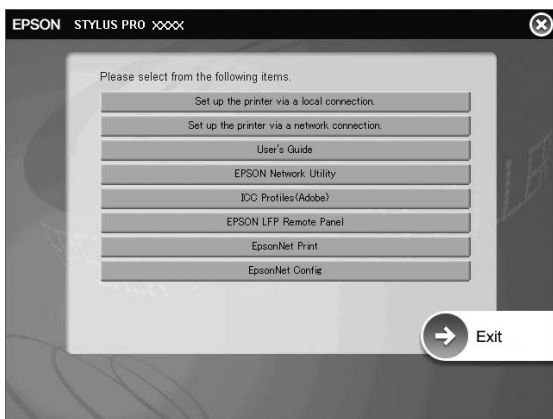 EPSON STYLUS PRO XXXX
Please select from the following items.
Set up the printer via a local connection.
Set up the printer via a network connection.
User's Guide
EPSON Network Utility
ICC Profiles(Adobe)
EPSON LFP Remote Panel
EpsonNet Print
EpsonNet Config
Exit